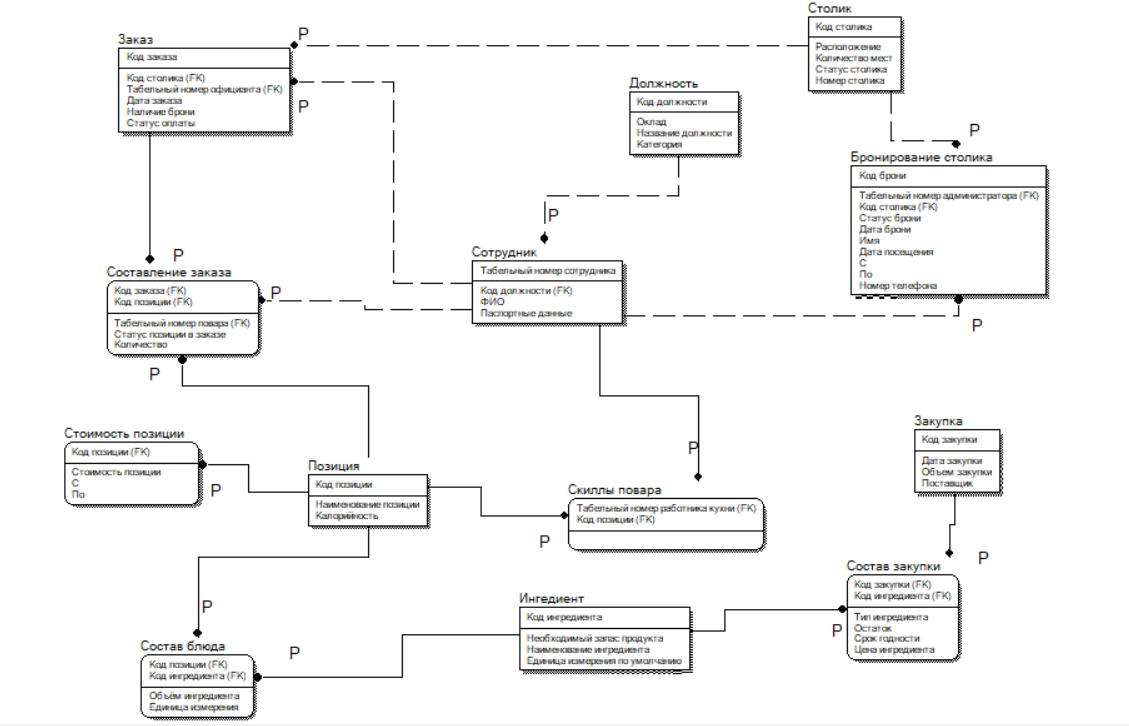 Столик
Код столика
Расположение
Количество мест
Статус столика
Номер столика
P
Заказ
Код заказа
Код столика (FK)
Табельный номер официанта (FK)
Дата заказа
Наличие брони
Статус оплаты
P
Должность
Код должности
Оклад
Название должности
Категория
P
Бронирование столика
Код брони
Табельный номер администратора (FK)
Код столика (FK)
Статус брони
Дата брони
Имя
Дата посещения
С
По
Номер телефона
P
P
Сотрудник
Табельный номер сотрудника
Код должности (FK)
ФИО
Паспортные данные
P
Составление заказа
Код заказа (FK)
Код позиции (FK)
Табельный номер повара (FK)
Статус позиции в заказе
Количество
P
P
P
Стоимость позиции
Код позиции (FK)
Стоимость позиции
С
По
P
Позиция
Код позиции
Наименование позиции
Калорийность
P
Скиллы повара
Табельный номер работника кухни (FK)
Код позиции (FK)
P
Закупка
Код закупки
Дата закупки
Объем закупки
Поставщик
P
Состав закупки
Код закупки (FK)
Код ингредиента (FK)
Тип ингредиента
Остаток
Срок годности
Цена ингредиента
P
Ингедиент
Код ингредиента
Необходимый запас продукта
Наименование ингредиента
Единица измерения по умолчанию
P
Состав блюда
Код позиции (FK)
Код ингредиента (FK)
Объём ингредиента
Единица измерения
P